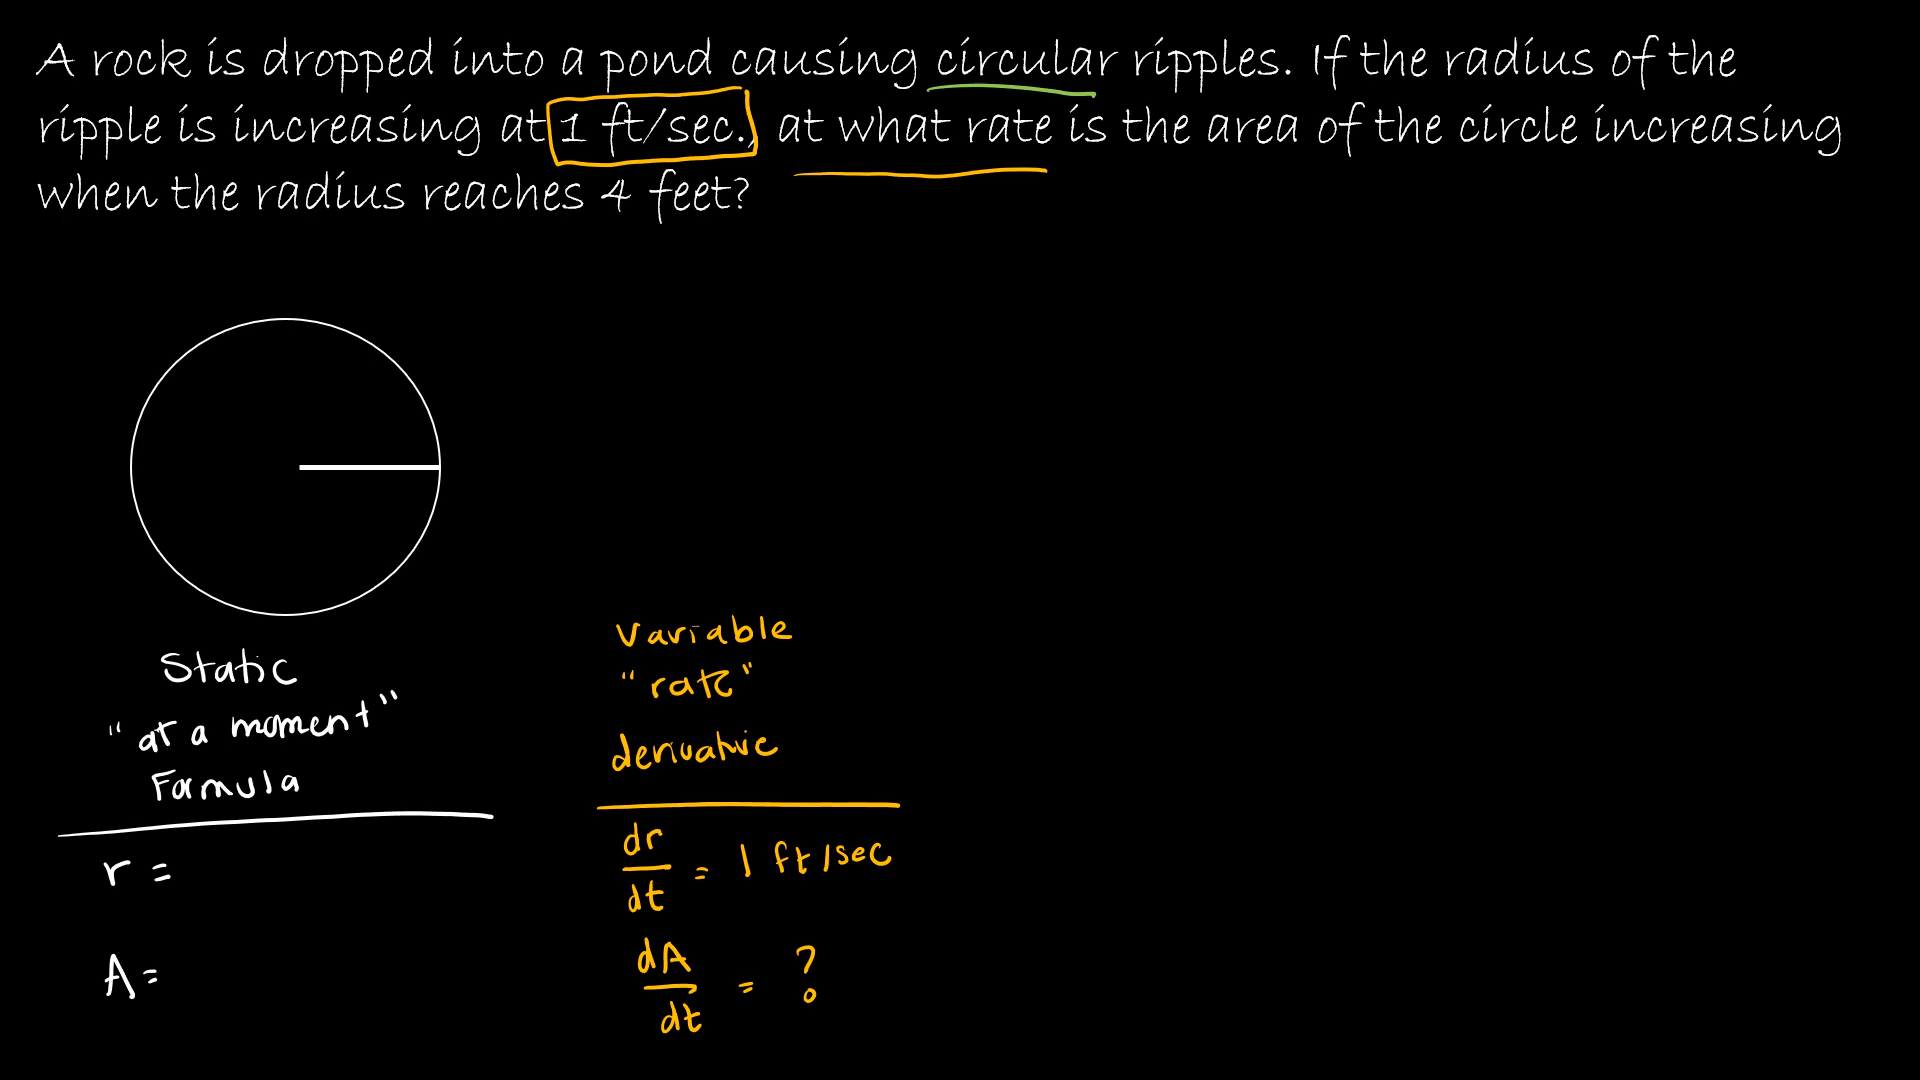 A rock is dropped into a pond causing circular ripples. If the radius of the
ripple is increasing at 1 ft/sec., at what rate is the area of the circle increasing
when the radius reaches 4 feet?
Static
"at a moment"
Formula
r =
A =
Variable
"rate"
derivative
dr/dt = 1 ft/sec
dA/dt = ?